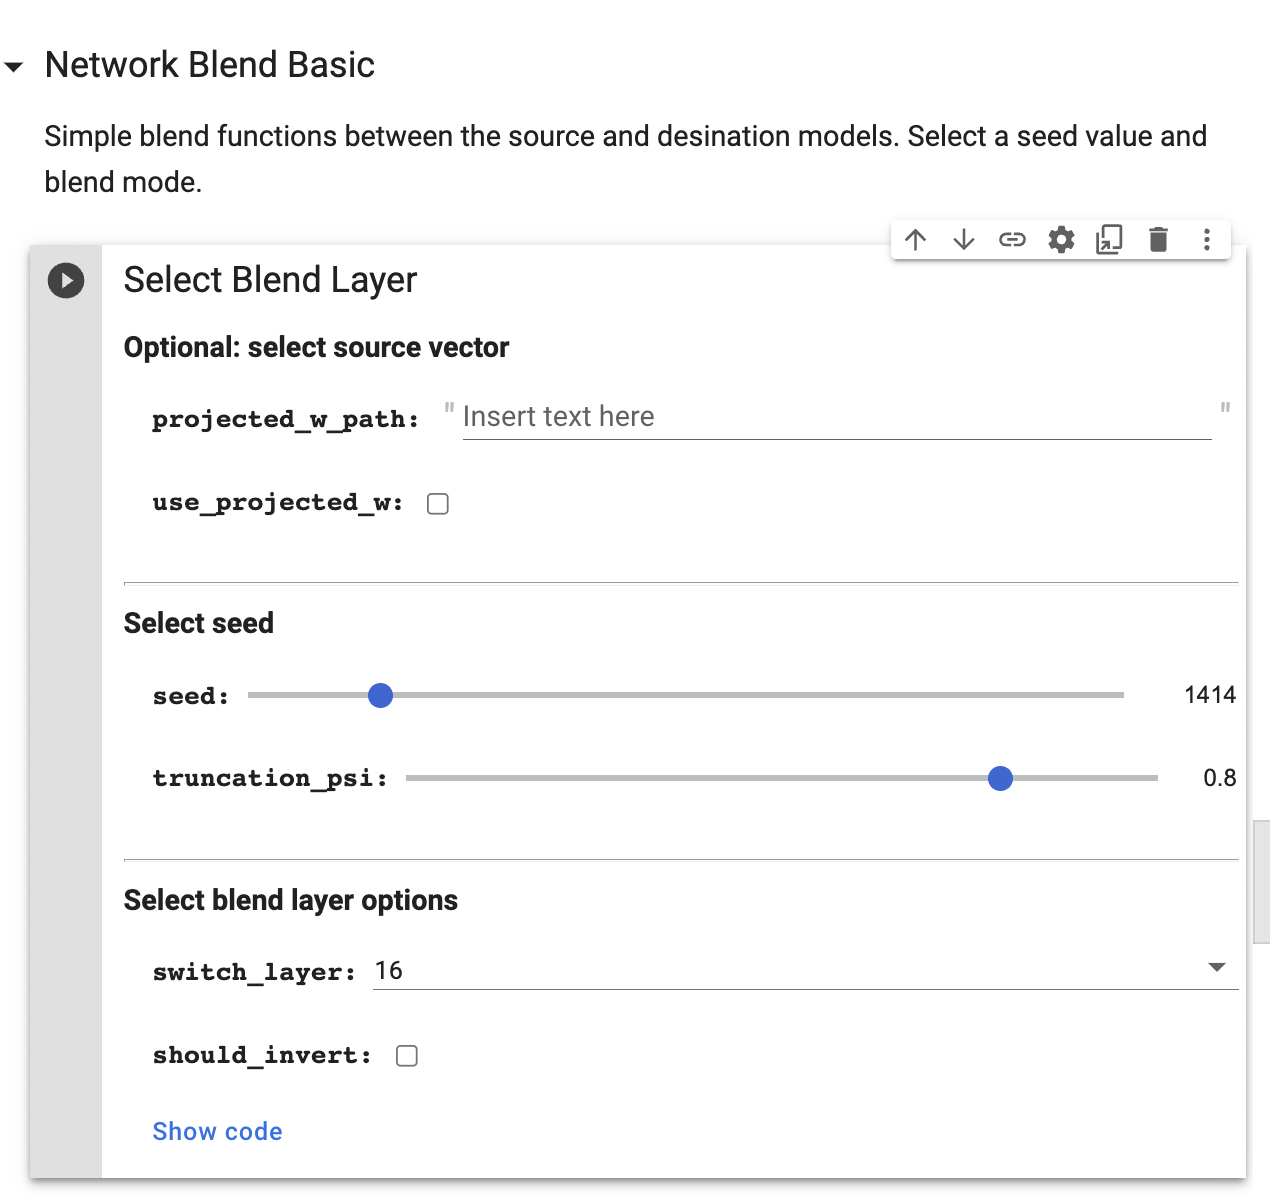 Network Blend Basic
Simple blend functions between the source and desination models. Select a seed value and
blend mode.
Select Blend Layer
Optional: select source vector
projected_w_path: " Insert text here "
use_projected_w:
Select seed
seed: 1414
truncation_psi: 0.8
Select blend layer options
switch_layer: 16
should_invert:
Show code